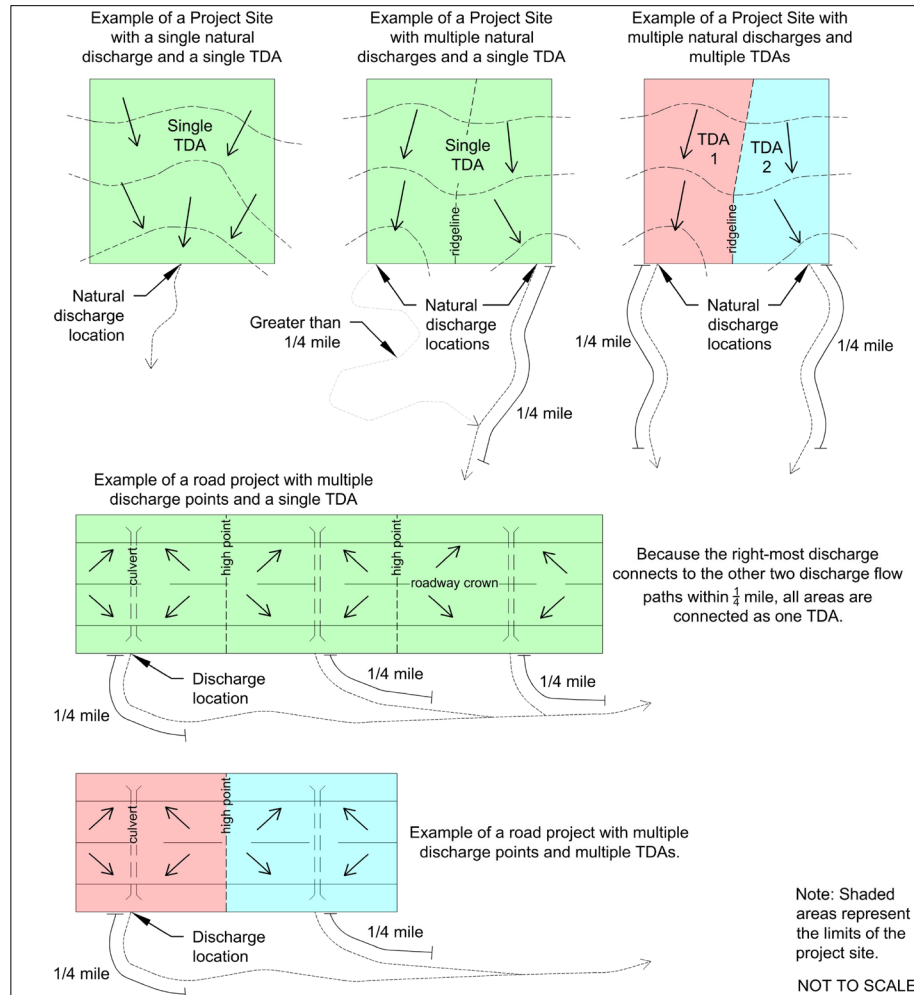 Example of a Project Site
with a single natural
discharge and a single TDA
Example of a Project Site
with multiple natural
discharges and a single TDA
Example of a Project Site with
multiple natural discharges and
multiple TDAs
Single
TDA
Natural
discharge
location
Single
TDA
ridgeline
Greater than
1/4 mile
Natural
discharge
locations
1/4 mile
TDA
1
TDA
2
ridgeline
1/4 mile
Natural
discharge
locations
1/4 mile
Example of a road project with multiple
discharge points and a single TDA
culvert
high point
high point
roadway crown
Discharge
location
1/4 mile
1/4 mile
1/4 mile
Because the right-most discharge
connects to the other two discharge flow
paths within 1/4 mile, all areas are
connected as one TDA.
culvert
high point
Example of a road project with multiple
discharge points and multiple TDAs.
Discharge
location
1/4 mile
1/4 mile
Note: Shaded
areas represent
the limits of the
project site.
NOT TO SCALE